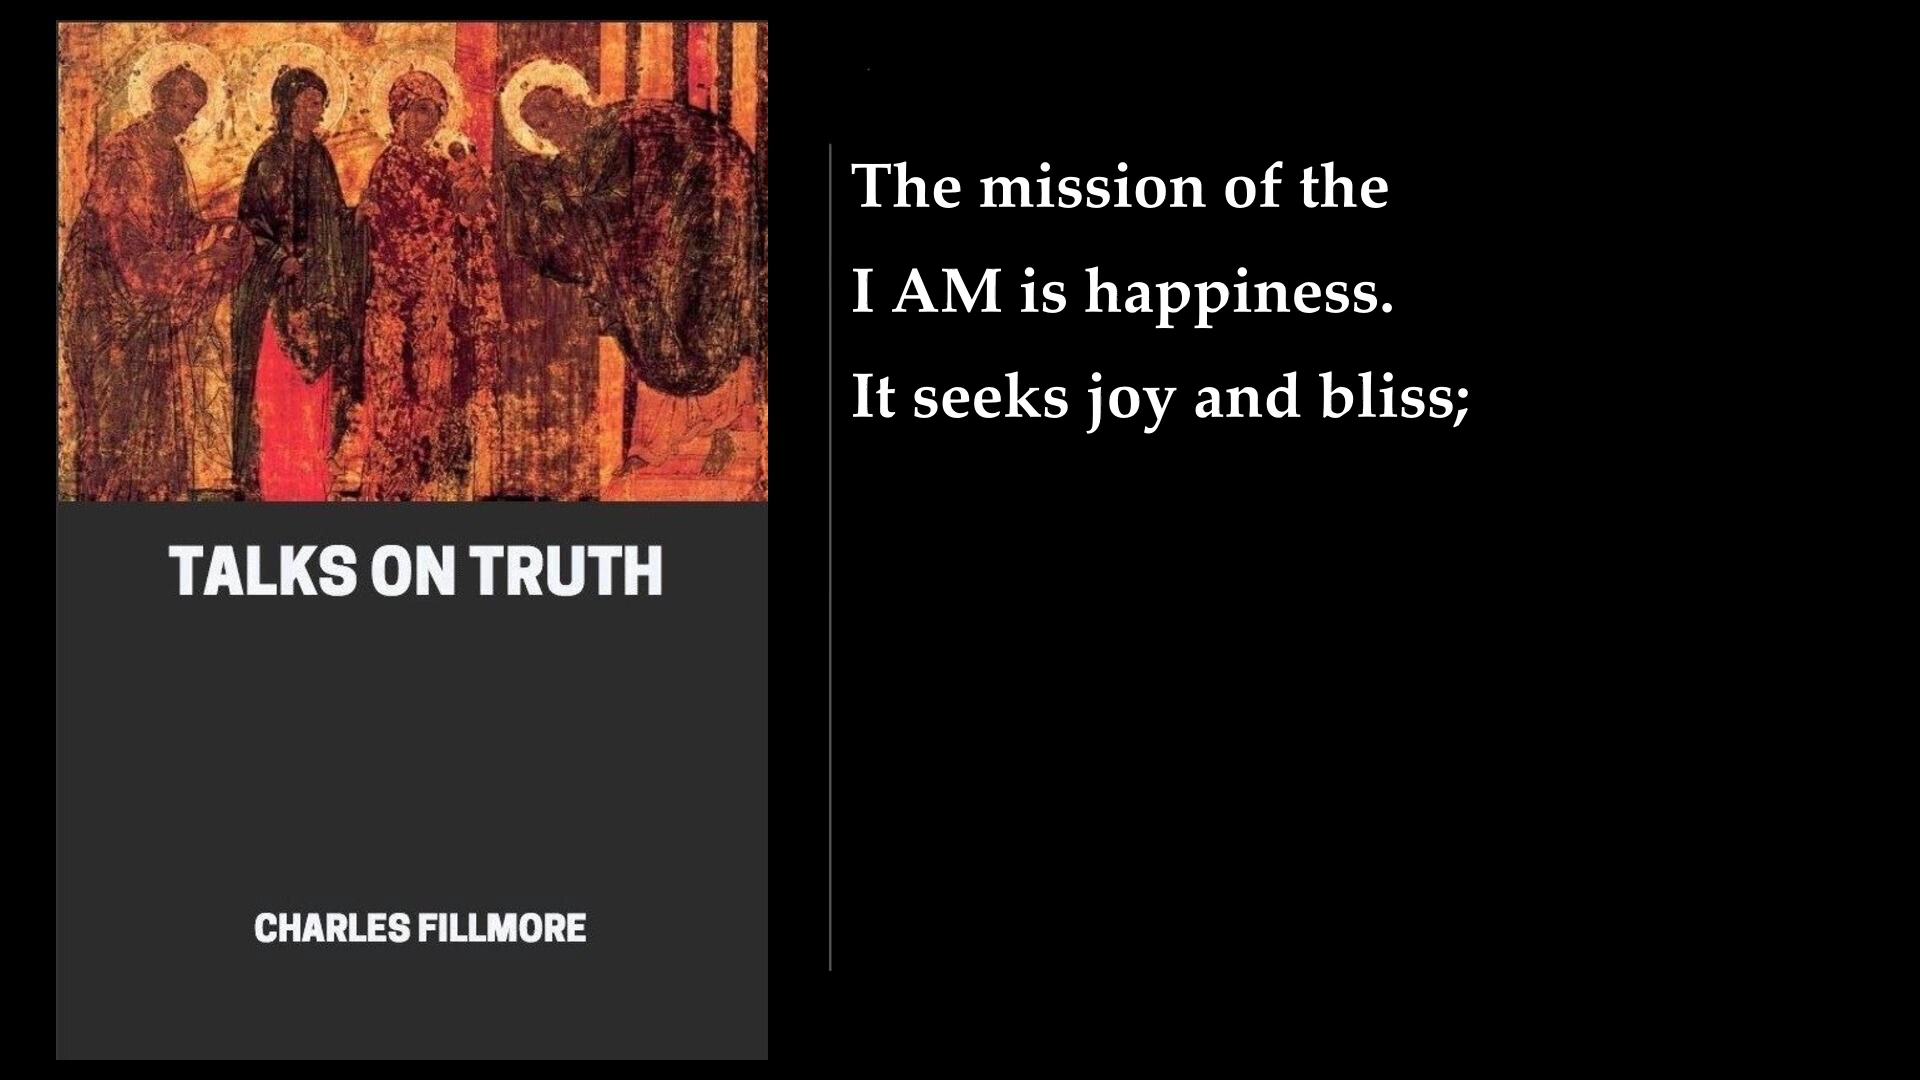 TALKS ON TRUTH
CHARLES FILLMORE
The mission of the
I AM is happiness.
It seeks joy and bliss;